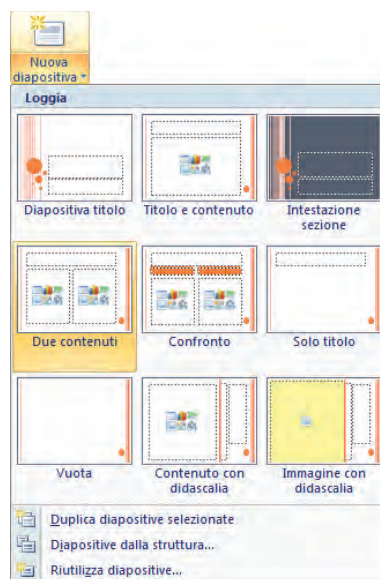 Nuova
diapositiva
Loggia
Diapositiva titolo
Titolo e contenuto
Intestazione
sezione
Due contenuti
Confronto
Solo titolo
Vuota
Contenuto con
didascalia
Immagine con
didascalia
Duplica diapositive selezionate
Diapositive dalla struttura...
Riutilizza diapositive...